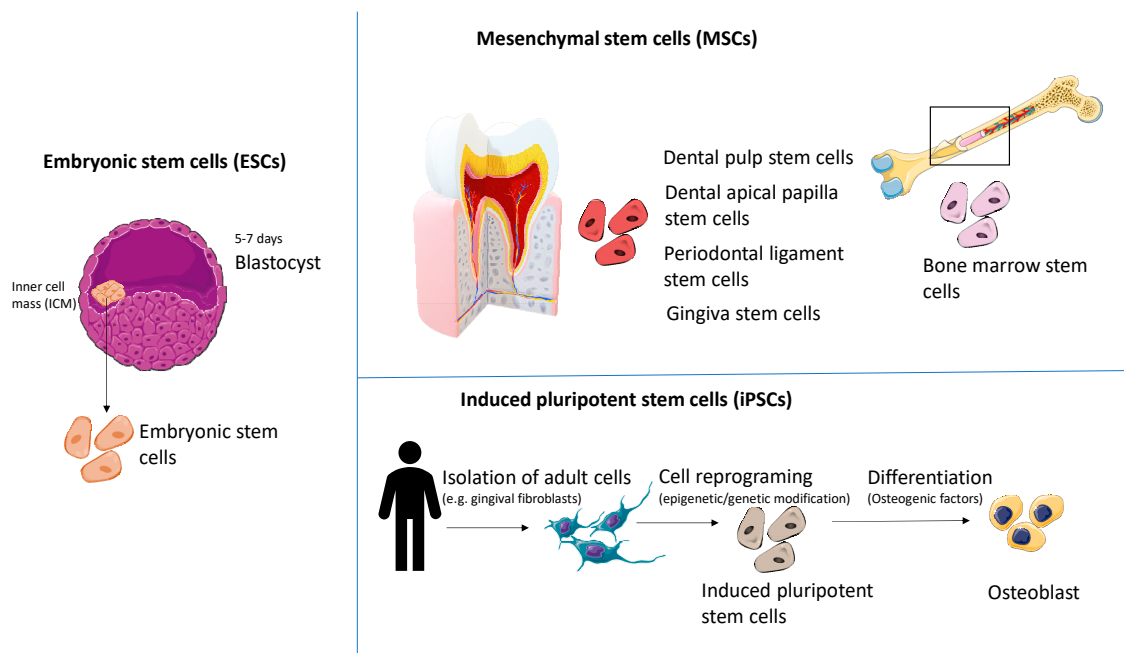 Embryonic stem cells (ESCs)
5-7 days
Blastocyst
Inner cell
mass (ICM)
Embryonic stem
cells
Mesenchymal stem cells (MSCs)
Dental pulp stem cells
Dental apical papilla
stem cells
Periodontal ligament
stem cells
Gingiva stem cells
Bone marrow stem
cells
Induced pluripotent stem cells (iPSCs)
Isolation of adult cells
(e.g. gingival fibroblasts)
Cell reprograming
(epigenetic/genetic modification)
Differentiation
(Osteogenic factors)
Induced pluripotent
stem cells
Osteoblast